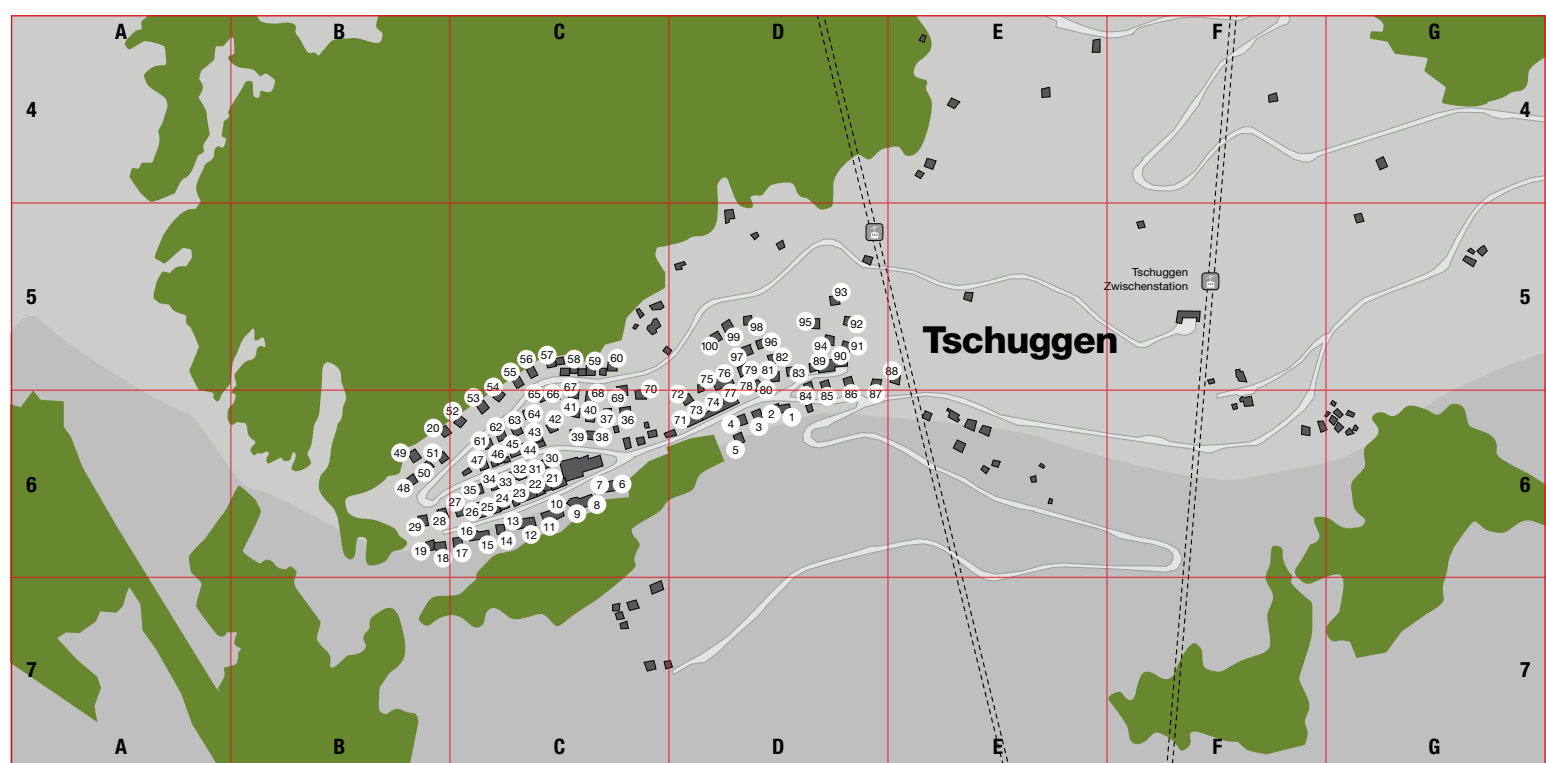 A B C D E F G
4 4
93
Tschuggen
Zwischenstation
5 5
98 95 92
99
Tschuggen
100 96 94 91
56 57 58 59 60 97 82 89 90
55 75 76 79 81 83 88
54 67 78
53 65 66 68 69 70 72 77 80 84 85 86 87
52 64 41 40 73 74
20 62 63 42 37 36 71 4 2 1
61 43 39 38 3
49 51 45 44 5
50 47 46 30
48 34 32 31
35 33 22 21 7 6
27 24 23
26 25 10 8
29 28 13 9
16 12 11
19 15 14
18 17
6 6
7 7
A B C D E F G